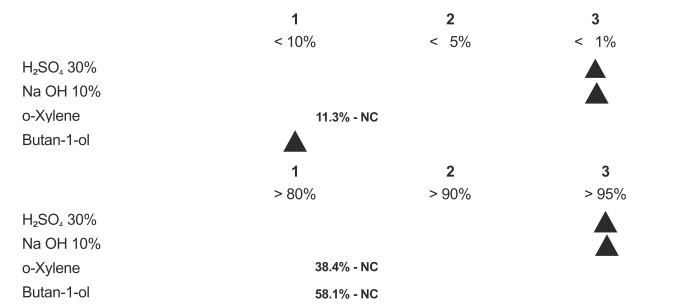 1 2 3
< 10% < 5% < 1%
H₂SO₄ 30%
Na OH 10%
o-Xylene 11.3% - NC
Butan-1-ol
1 2 3
> 80% > 90% > 95%
H₂SO₄ 30%
Na OH 10%
o-Xylene 38.4% - NC
Butan-1-ol 58.1% - NC